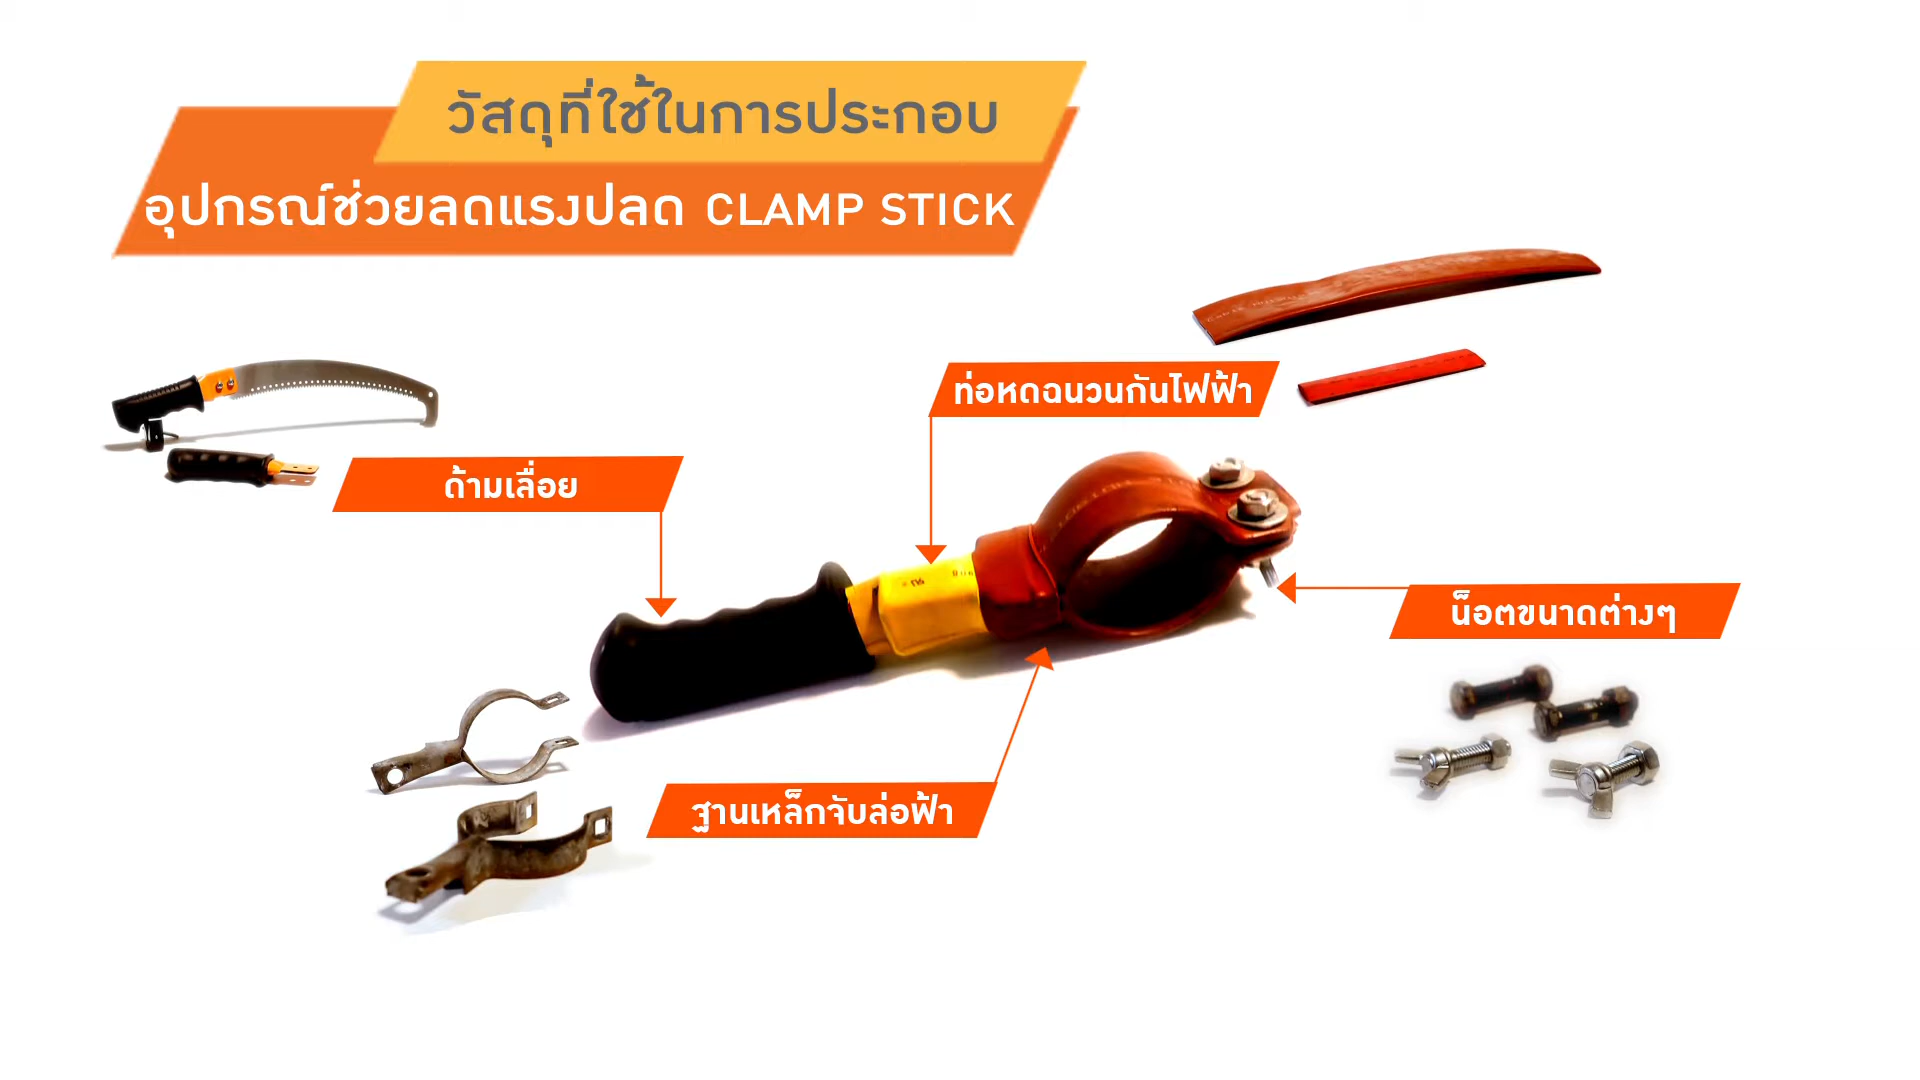 วัสดุที่ใช้ในการประกอบ
อุปกรณ์ช่วยลดแรงปลด CLAMP STICK
ท่อหดฉนวนกันไฟฟ้า
ด้ามเลื่อย
น็อตขนาดต่างๆ
ฐานเหล็กจับล่อฟ้า